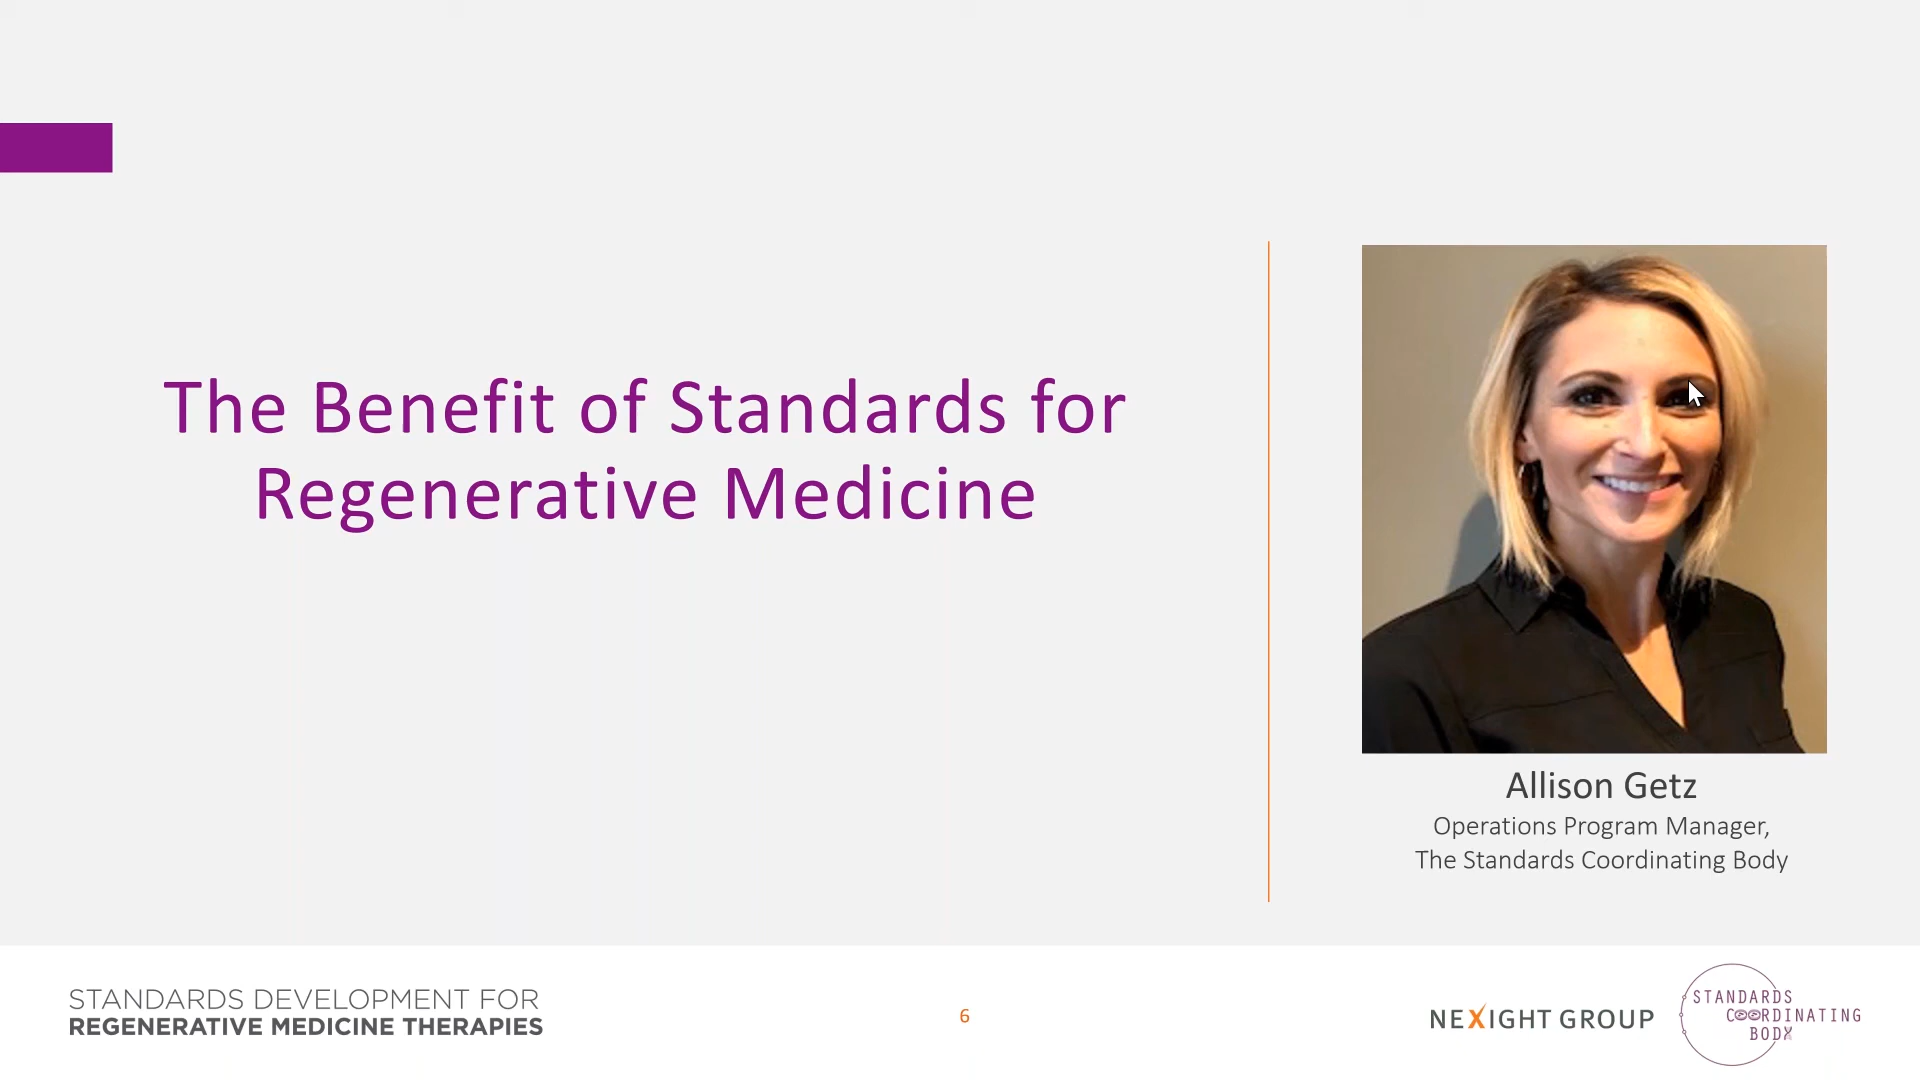 The Benefit of Standards for
Regenerative Medicine
Allison Getz
Operations Program Manager,
The Standards Coordinating Body
STANDARDS DEVELOPMENT FOR
REGENERATIVE MEDICINE THERAPIES
6
NEXIGHT GROUP
STANDARDS
COORDINATING
BODY